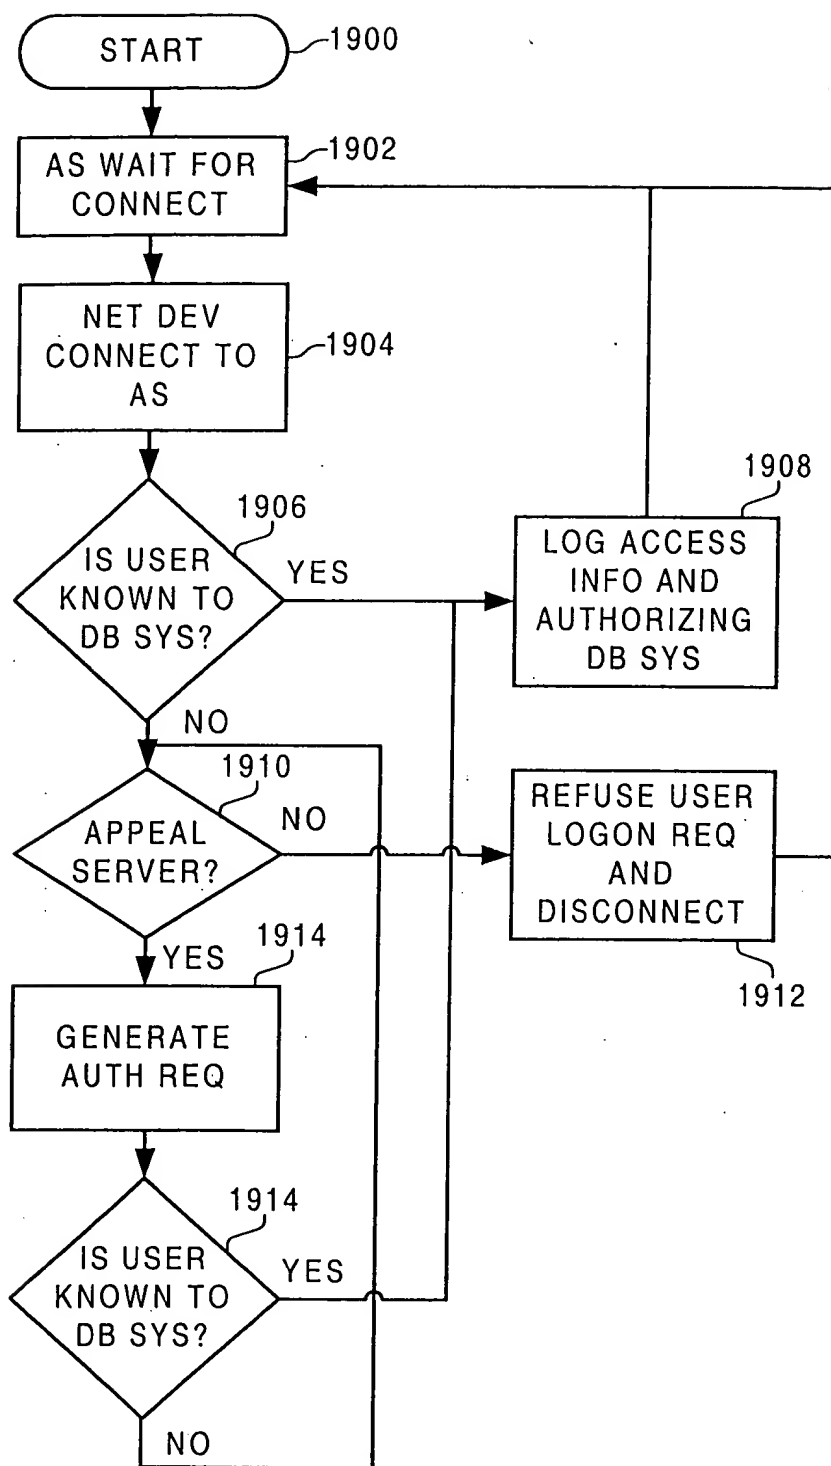 START
1900
AS WAIT FOR
CONNECT
1902
NET DEV
CONNECT TO
AS
1904
1906
IS USER
KNOWN TO
DB SYS?
YES
NO
1908
LOG ACCESS
INFO AND
AUTHORIZING
DB SYS
1910
APPEAL
SERVER?
NO
YES
REFUSE USER
LOGON REQ
AND
DISCONNECT
1912
1914
GENERATE
AUTH REQ
1914
IS USER
KNOWN TO
DB SYS?
YES
NO